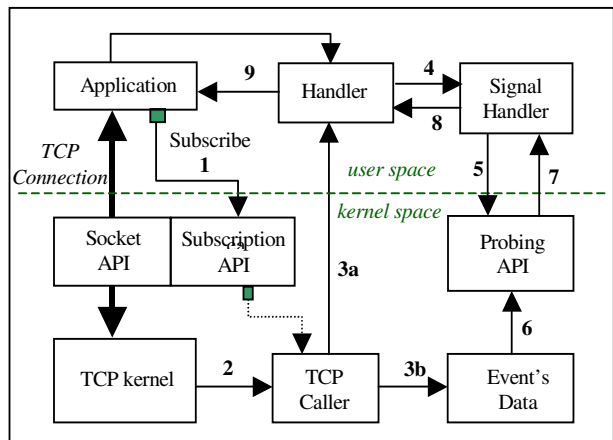 Application
9
Handler
4
8
Signal
Handler
TCP
Connection
Subscribe
1
user space
5
7
kernel space
Socket
API
Subscription
API
3a
Probing
API
6
TCP kernel
2
TCP
Caller
3b
Event's
Data